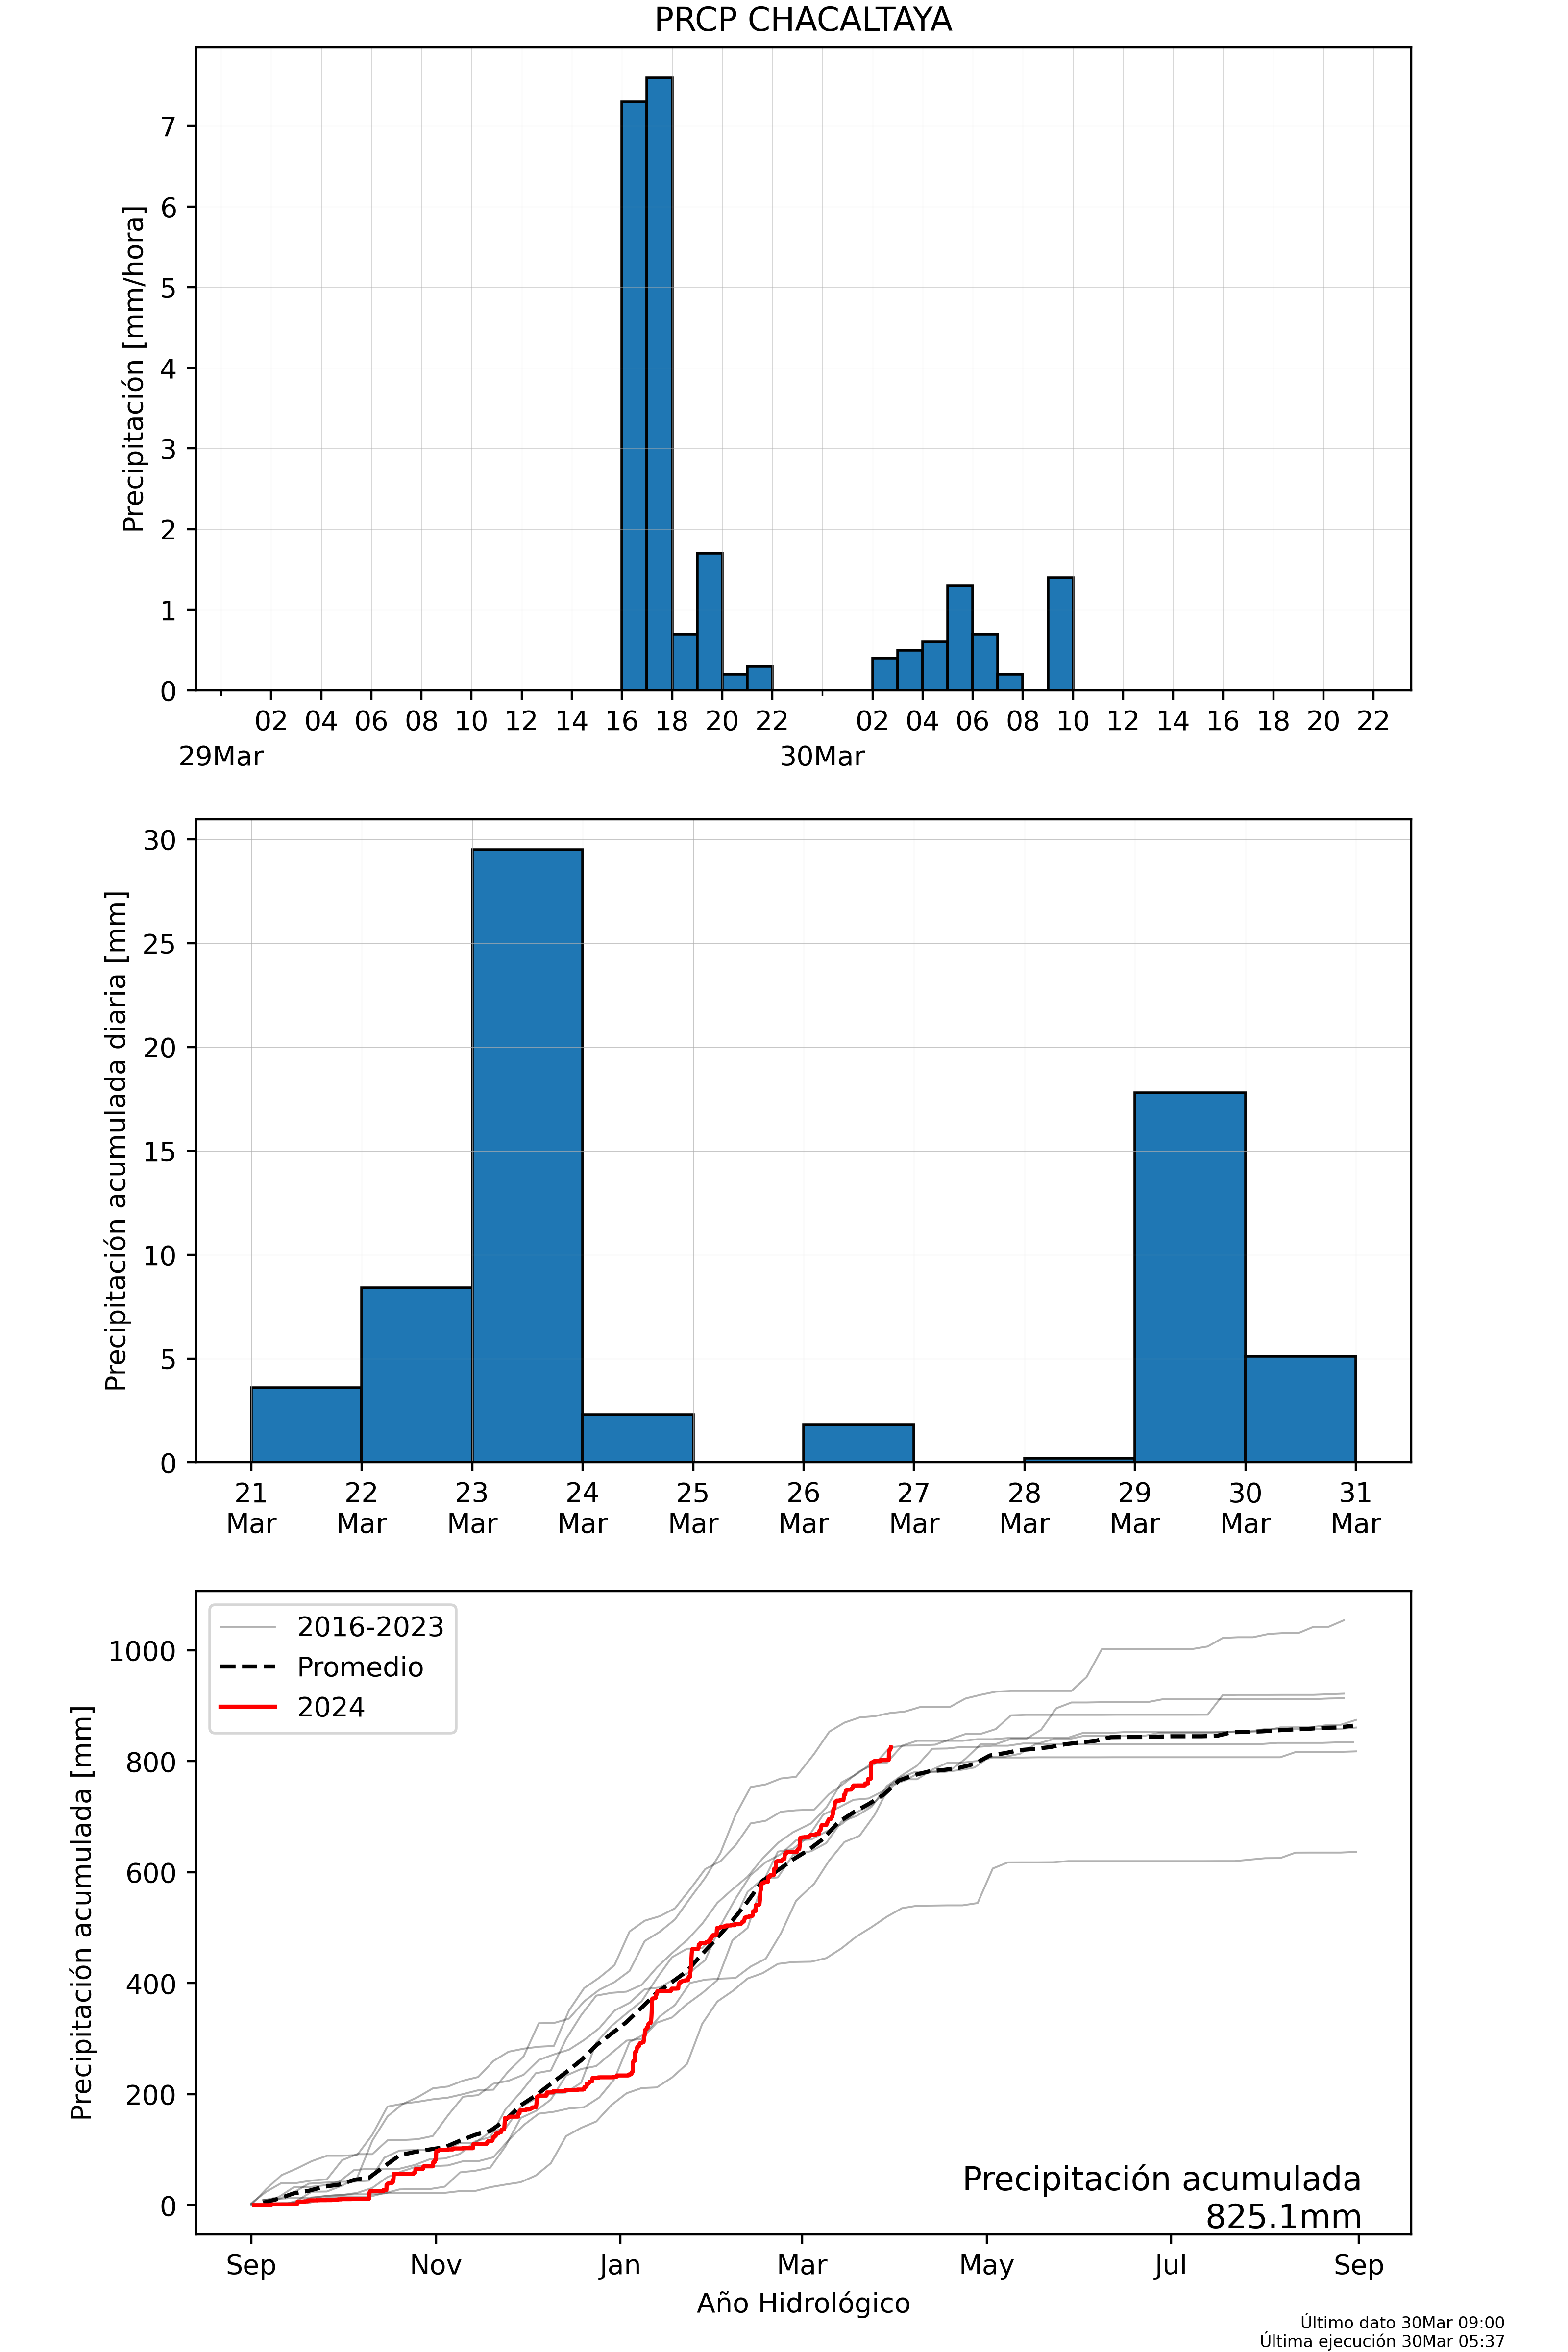 PRCP CHACALTAYA
Precipitación [mm/hora]
7
6
5
4
3
2
1
0
02 04 06 08 10 12 14 16 18 20 22 02 04 06 08 10 12 14 16 18 20 22
29Mar 30Mar
Precipitación acumulada diaria [mm]
30
25
20
15
10
5
0
21 22 23 24 25 26 27 28 29 30 31
Mar Mar Mar Mar Mar Mar Mar Mar Mar Mar Mar
Precipitación acumulada [mm]
1000
800
600
400
200
0
2016-2023
Promedio
2024
Precipitación acumulada
825.1mm
Sep Nov Jan Mar May Jul Sep
Año Hidrológico
Último dato 30Mar 09:00
Última ejecución 30Mar 05:37